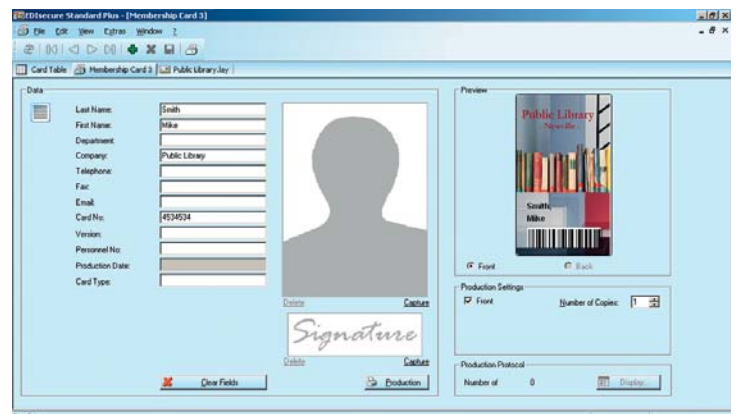 EDIsecure Standard Plus - [Membership Card 3]
File Edit View Extras Window ?
Card Table Membership Card 3 Public Library.lay
Data
Last Name: Smith
First Name: Mike
Department:
Company: Public Library
Telephone:
Fax:
Email:
Card No.: 4534534
Version:
Personnel No:
Production Date:
Card Type:
Delete Capture
Signature
Delete Capture
Clear Fields
Production
Preview
Public Library
Newville
Smith,
Mike
Front Back
Production Settings
Front Number of Copies: 1
Production Protocol
Number of 0 Display...